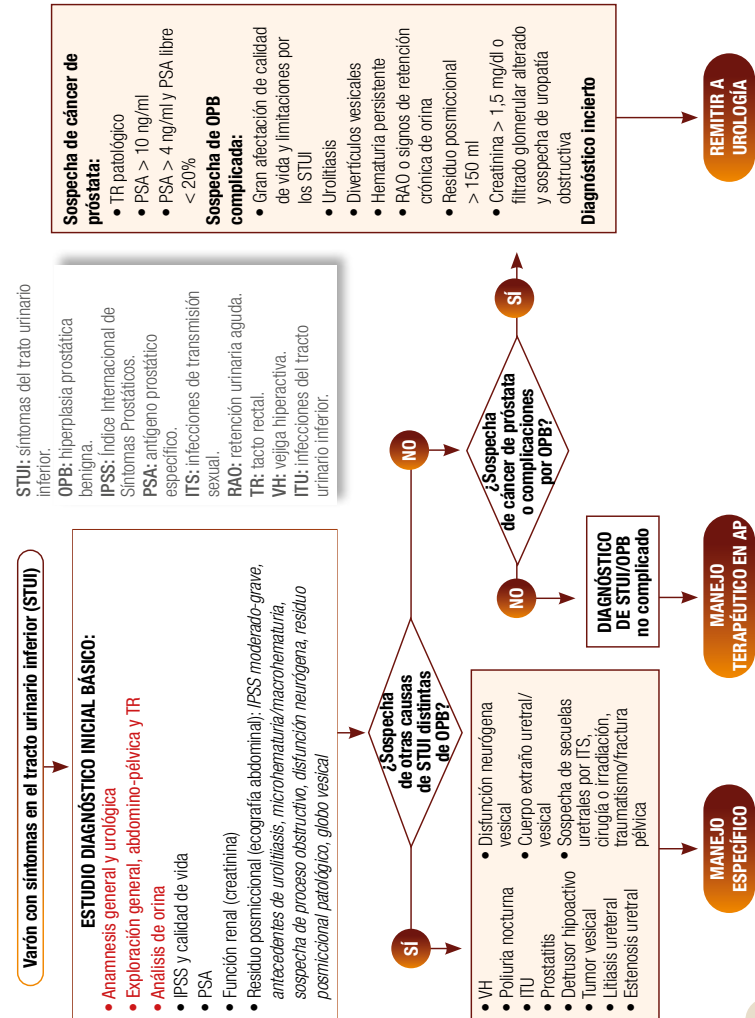 Varón con síntomas en el tracto urinario inferior (STUI)
STUI: síntomas del trato urinario
inferior.
OPB: hiperplasia prostática
benigna.
IPSS: Índice Internacional de
Síntomas Prostáticos.
PSA: antígeno prostático
específico.
ITS: infecciones de transmisión
sexual.
RAO: retención urinaria aguda.
TR: tacto rectal.
VH: vejiga hiperactiva.
ITU: infecciones del tracto
urinario inferior.
ESTUDIO DIAGNÓSTICO INICIAL BÁSICO:
• Anamnesis general y urológica
• Exploración general, abdomino-pélvica y TR
• Análisis de orina
• IPSS y calidad de vida
• PSA
• Función renal (creatinina)
• Residuo posmiccional (ecografía abdominal): IPSS moderado-grave,
antecedentes de urolitiasis, microhematuria/macrohematuria,
sospecha de proceso obstructivo, disfunción neurógena, residuo
posmiccional patológico, globo vesical
¿Sospecha
de otras causas
de STUI distintas
de OPB?
SÍ
NO
• VH
• Poliuria nocturna
• ITU
• Prostatitis
• Detrusor hipoactivo
• Tumor vesical
• Litiasis ureteral
• Estenosis uretral
• Disfunción neurógena
vesical
• Cuerpo extraño uretral/
vesical
• Sospecha de secuelas
uretrales por ITS,
cirugía o irradiación,
traumatismo/fractura
pélvica
MANEJO
ESPECÍFICO
¿Sospecha
de cáncer de próstata
o complicaciones
por OPB?
NO
SÍ
DIAGNÓSTICO
DE STUI/OPB
no complicado
MANEJO
TERAPÉUTICO EN AP
Sospecha de cáncer de
próstata:
• TR patológico
• PSA > 10 ng/ml
• PSA > 4 ng/ml y PSA libre
< 20%
Sospecha de OPB
complicada:
• Gran afectación de calidad
de vida y limitaciones por
los STUI
• Urolitiasis
• Divertículos vesicales
• Hematuria persistente
• RAO o signos de retención
crónica de orina
• Residuo posmiccional
> 150 ml
• Creatinina > 1,5 mg/dl o
filtrado glomerular alterado
y sospecha de uropatía
obstructiva
Diagnóstico incierto
REMITIR A
UROLOGÍA